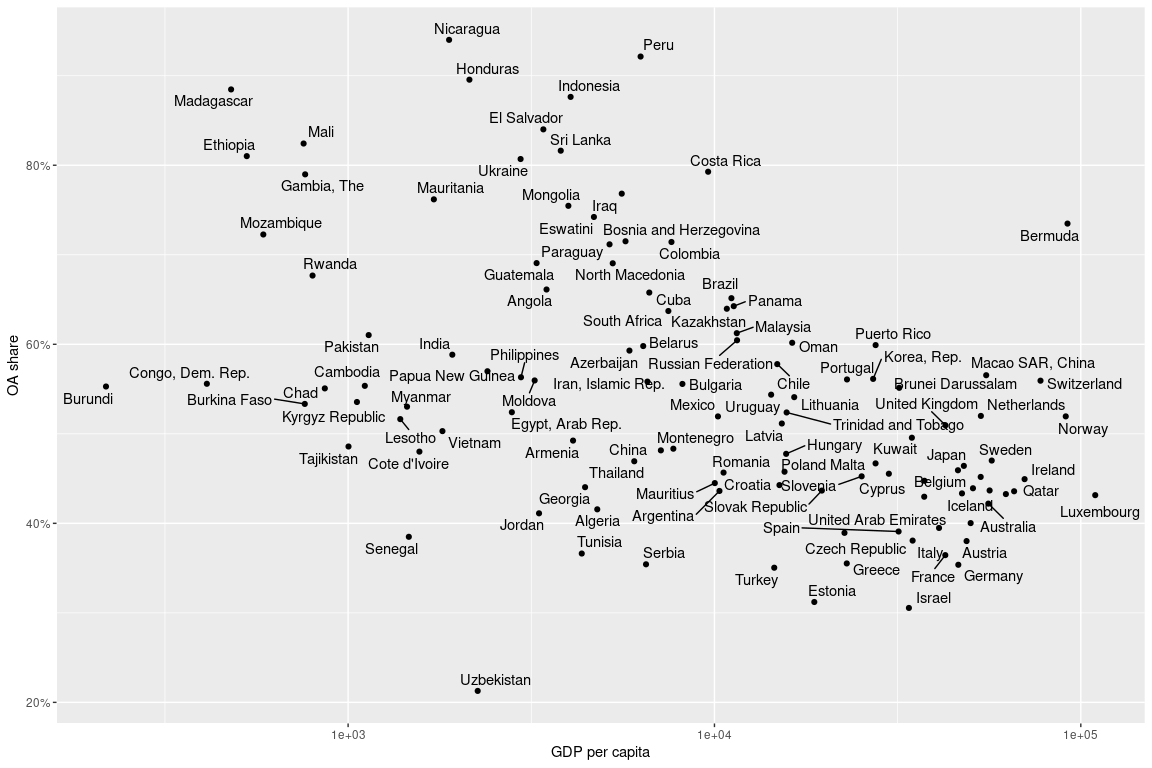 Nicaragua
Peru
Honduras
Indonesia
Madagascar
El Salvador
Mali
Sri Lanka
Ethiopia
Costa Rica
80%
Ukraine
Gambia, The
Mauritania
Mongolia
Iraq
Mozambique
Eswatini
Bosnia and Herzegovina
Bermuda
Paraguay
Colombia
Rwanda
Guatemala
North Macedonia
Brazil
Angola
Cuba
Panama
South Africa
Kazakhstan
Malaysia
Puerto Rico
60%
India
Belarus
Oman
Pakistan
Philippines
Korea, Rep.
Azerbaijan
Russian Federation
Portugal
Macao SAR, China
Congo, Dem. Rep.
Cambodia
Papua New Guinea
Iran, Islamic Rep.
Bulgaria
Chile
Brunei Darussalam
Switzerland
Chad
Burundi
Burkina Faso
Myanmar
Moldova
Mexico
Uruguay
Lithuania
United Kingdom
Netherlands
Kyrgyz Republic
Egypt, Arab Rep.
Trinidad and Tobago
Norway
Lesotho
Vietnam
Montenegro
Latvia
Hungary
Tajikistan
Cote d'Ivoire
Armenia
China
Kuwait
Japan
Sweden
Romania
Poland
Malta
Thailand
Ireland
Mauritius
Croatia
Slovenia
Cyprus
Belgium
Qatar
Georgia
Slovak Republic
Iceland
Luxembourg
40%
Jordan
Algeria
Argentina
Spain
United Arab Emirates
Australia
Senegal
Tunisia
Serbia
Czech Republic
Italy
Austria
Turkey
Greece
France
Germany
Estonia
Israel
Uzbekistan
20%
1e+03
1e+04
1e+05
GDP per capita
OA share